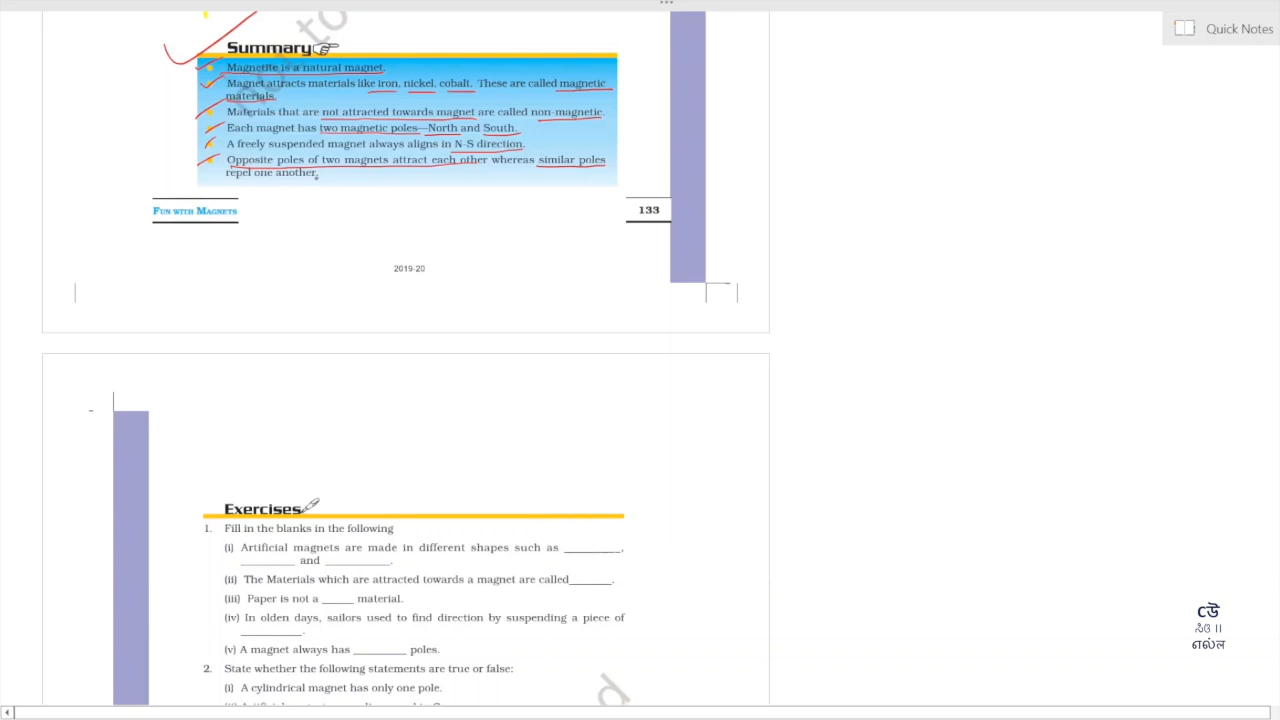 Quick Notes
Summary
Magnetite is a natural magnet.
Magnet attracts materials like iron, nickel, cobalt. These are called magnetic
materials.
Materials that are not attracted towards magnet are called non-magnetic.
Each magnet has two magnetic poles—North and South.
A freely suspended magnet always aligns in N-S direction.
Opposite poles of two magnets attract each other whereas similar poles
repel one another.
FUN WITH MAGNETS
133
2019-20
Exercises
1. Fill in the blanks in the following
(i) Artificial magnets are made in different shapes such as _________,
_________ and ___________.
(ii) The Materials which are attracted towards a magnet are called_______.
(iii) Paper is not a _____ material.
(iv) In olden days, sailors used to find direction by suspending a piece of
__________.
(v) A magnet always has _________ poles.
2. State whether the following statements are true or false:
(i) A cylindrical magnet has only one pole.
எல்ல